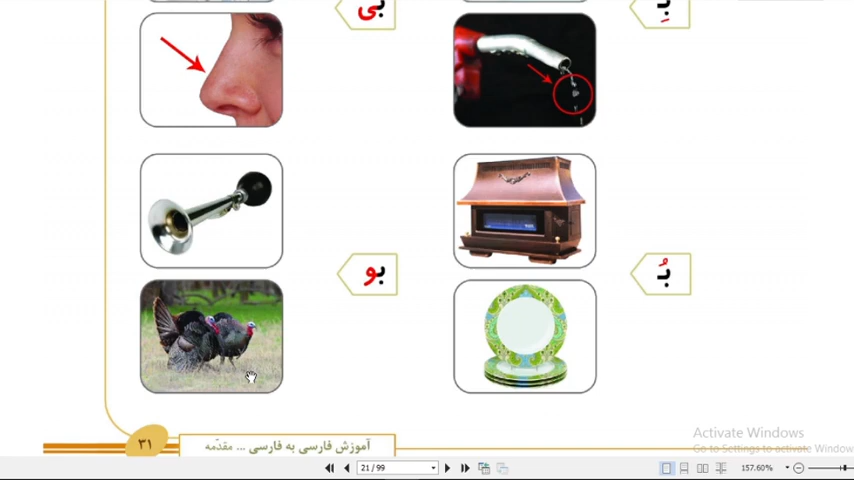 بِـ
بی
بُـ
بو
۳۱
آموزش فارسی به فارسی ... مقدّمه
Activate Windows
Go to Settings to activate Windows
21 / 99
157.60%